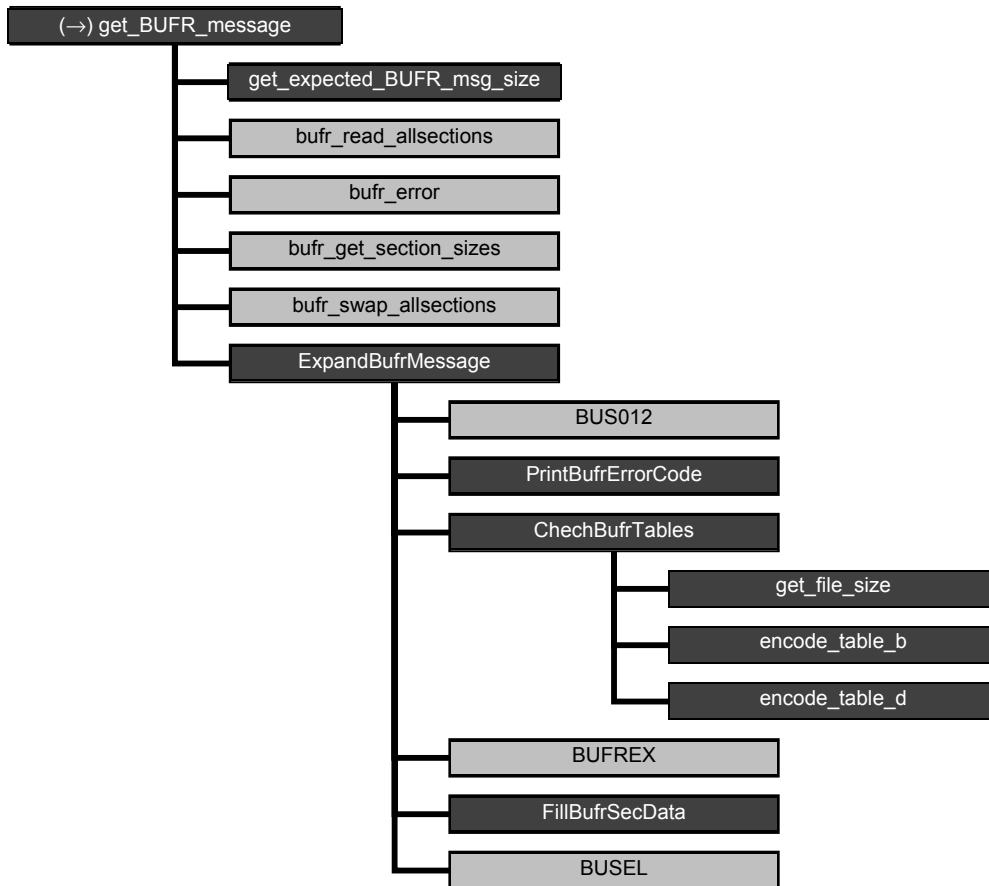 (→) get_BUFR_message
get_expected_BUFR_msg_size
bufr_read_allsections
bufr_error
bufr_get_section_sizes
bufr_swap_allsections
ExpandBufrMessage
BUS012
PrintBufrErrorCode
ChechBufrTables
get_file_size
encode_table_b
encode_table_d
BUFREX
FillBufrSecData
BUSEL